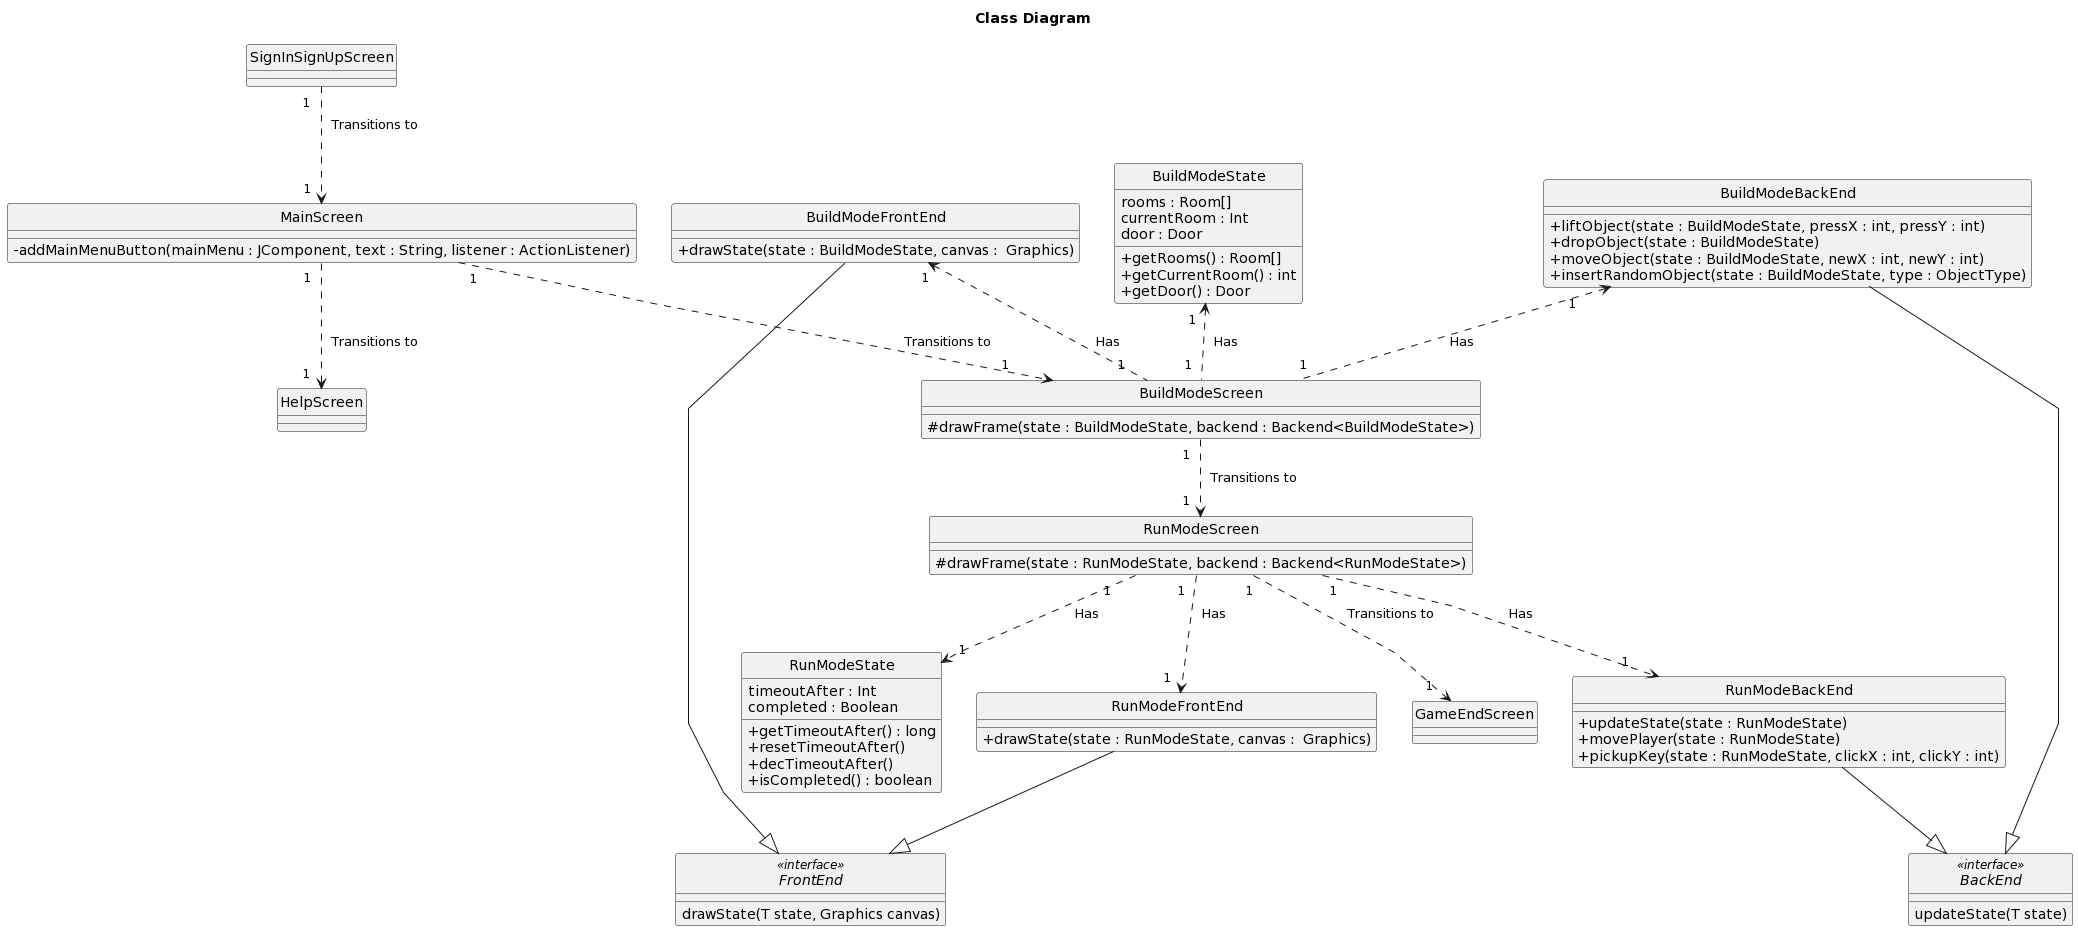 Class Diagram
SignInSignUpScreen
1
Transitions to
1
MainScreen
-addMainMenuButton(mainMenu : JComponent, text : String, listener : ActionListener)
BuildModeFrontEnd
+drawState(state : BuildModeState, canvas :  Graphics)
BuildModeState
rooms : Room[]
currentRoom : Int
door : Door
+getRooms() : Room[]
+getCurrentRoom() : int
+getDoor() : Door
BuildModeBackEnd
+liftObject(state : BuildModeState, pressX : int, pressY : int)
+dropObject(state : BuildModeState)
+moveObject(state : BuildModeState, newX : int, newY : int)
+insertRandomObject(state : BuildModeState, type : ObjectType)
1
1
1
1
1
Transitions to
Transitions to
Has
Has
Has
1
1
1
1
1
HelpScreen
BuildModeScreen
#drawFrame(state : BuildModeState, backend : Backend<BuildModeState>)
1
Transitions to
1
RunModeScreen
#drawFrame(state : RunModeState, backend : Backend<RunModeState>)
1
1
1
1
Has
Has
Transitions to
Has
1
1
1
1
RunModeState
timeoutAfter : Int
completed : Boolean
+getTimeoutAfter() : long
+resetTimeoutAfter()
+decTimeoutAfter()
+isCompleted() : boolean
RunModeFrontEnd
+drawState(state : RunModeState, canvas :  Graphics)
GameEndScreen
RunModeBackEnd
+updateState(state : RunModeState)
+movePlayer(state : RunModeState)
+pickupKey(state : RunModeState, clickX : int, clickY : int)
«interface»
FrontEnd
drawState(T state, Graphics canvas)
«interface»
BackEnd
updateState(T state)